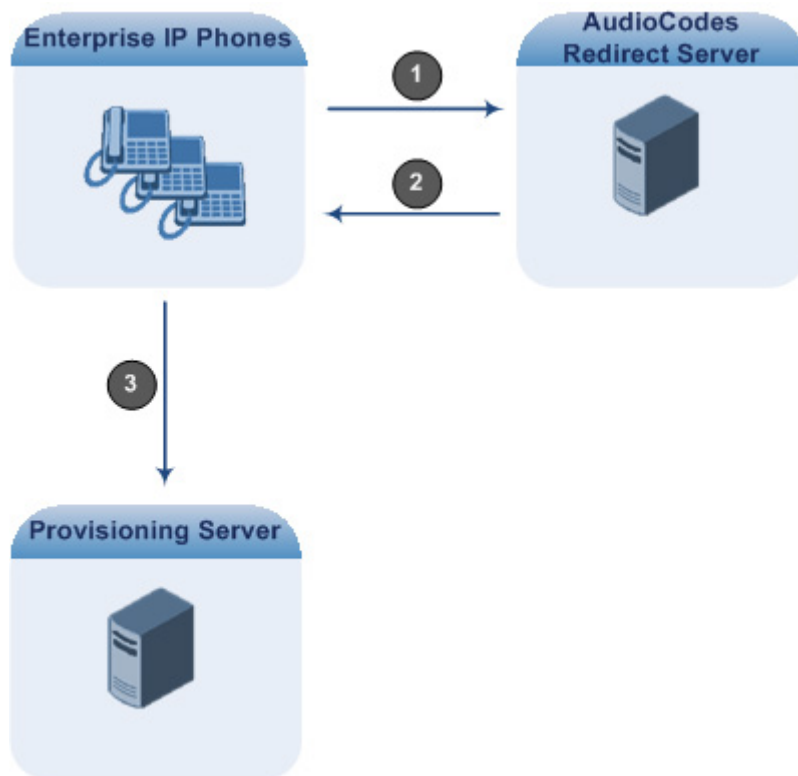 Enterprise IP Phones
AudioCodes
Redirect Server
1
2
3
Provisioning Server